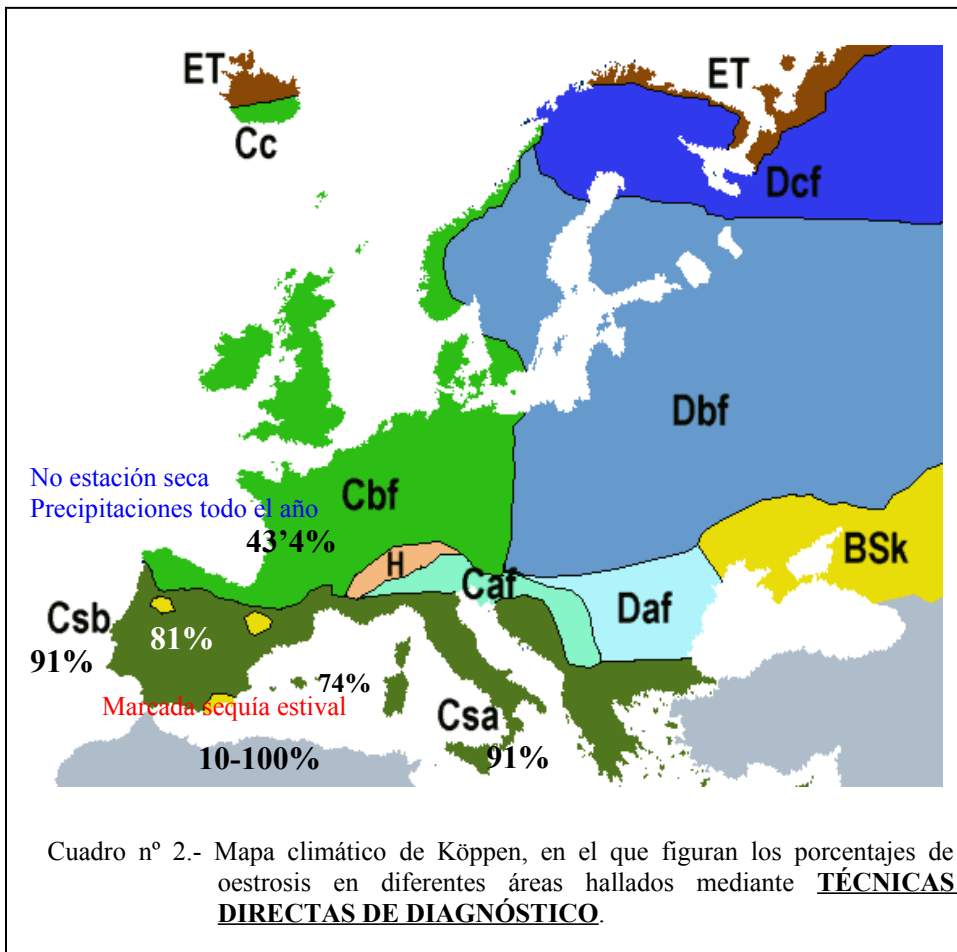 ET
ET
Cc
Dcf
Dbf
No estación seca
Precipitaciones todo el año
Cbf
43’4%
BSk
H
Caf
Daf
Csb
81%
91%
74%
Marcada sequía estival
Csa
10-100%
91%
Cuadro nº 2.- Mapa climático de Köppen, en el que figuran los porcentajes de
oestrosis en diferentes áreas hallados mediante TÉCNICAS
DIRECTAS DE DIAGNÓSTICO.